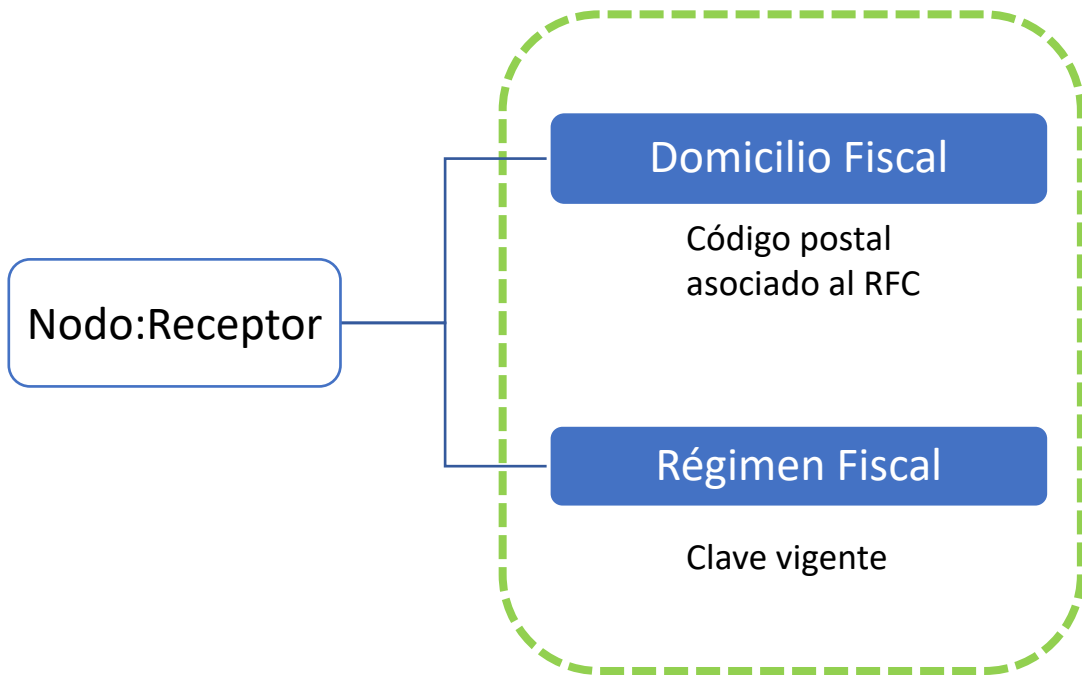 Domicilio Fiscal
Código postal
asociado al RFC
Nodo:Receptor
Régimen Fiscal
Clave vigente